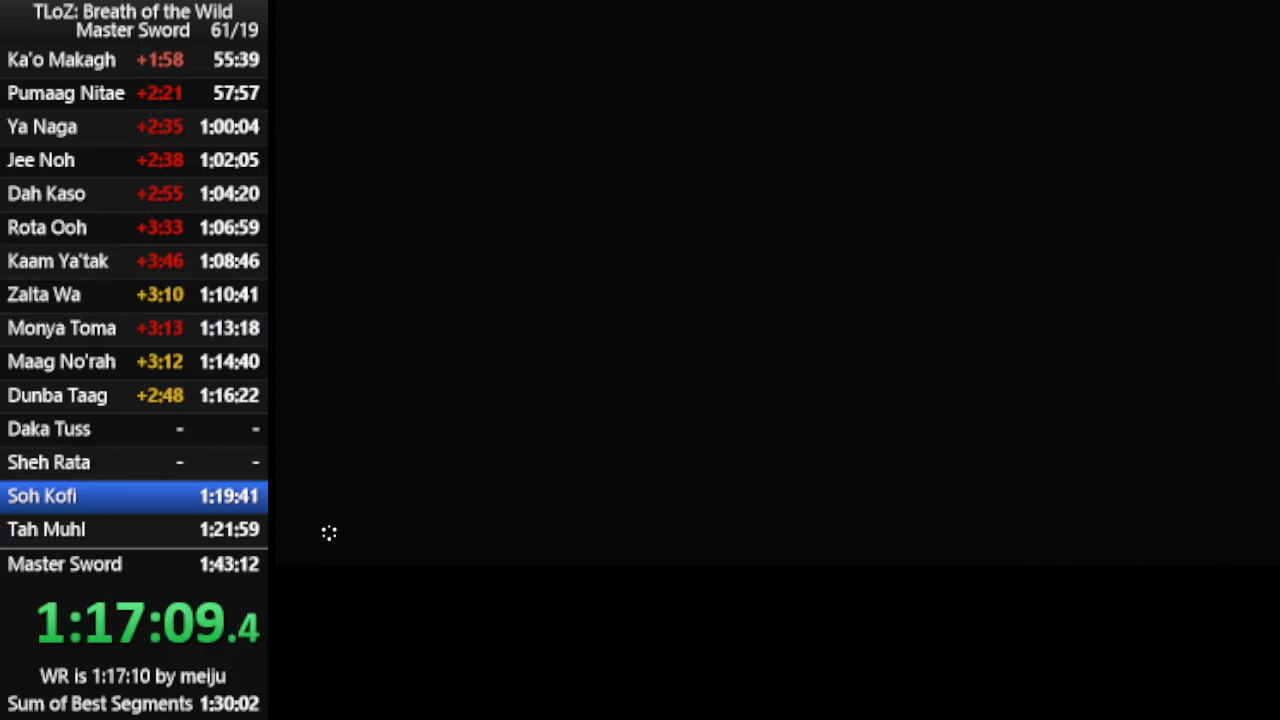 TLoZ: Breath of the Wild
Master Sword 61/19
Ka'o Makagh +1:58 55:39
Pumaag Nitae +2:21 57:57
Ya Naga +2:35 1:00:04
Jee Noh +2:38 1:02:05
Dah Kaso +2:55 1:04:20
Rota Ooh +3:33 1:06:59
Kaam Ya'tak +3:46 1:08:46
Zalta Wa +3:10 1:10:41
Monya Toma +3:13 1:13:18
Maag No'rah +3:12 1:14:40
Dunba Taag +2:48 1:16:22
Daka Tuss - -
Sheh Rata - -
Soh Kofi 1:19:41
Tah Muhl 1:21:59
Master Sword 1:43:12
1:17:09.4
WR is 1:17:10 by meiju
Sum of Best Segments 1:30:02